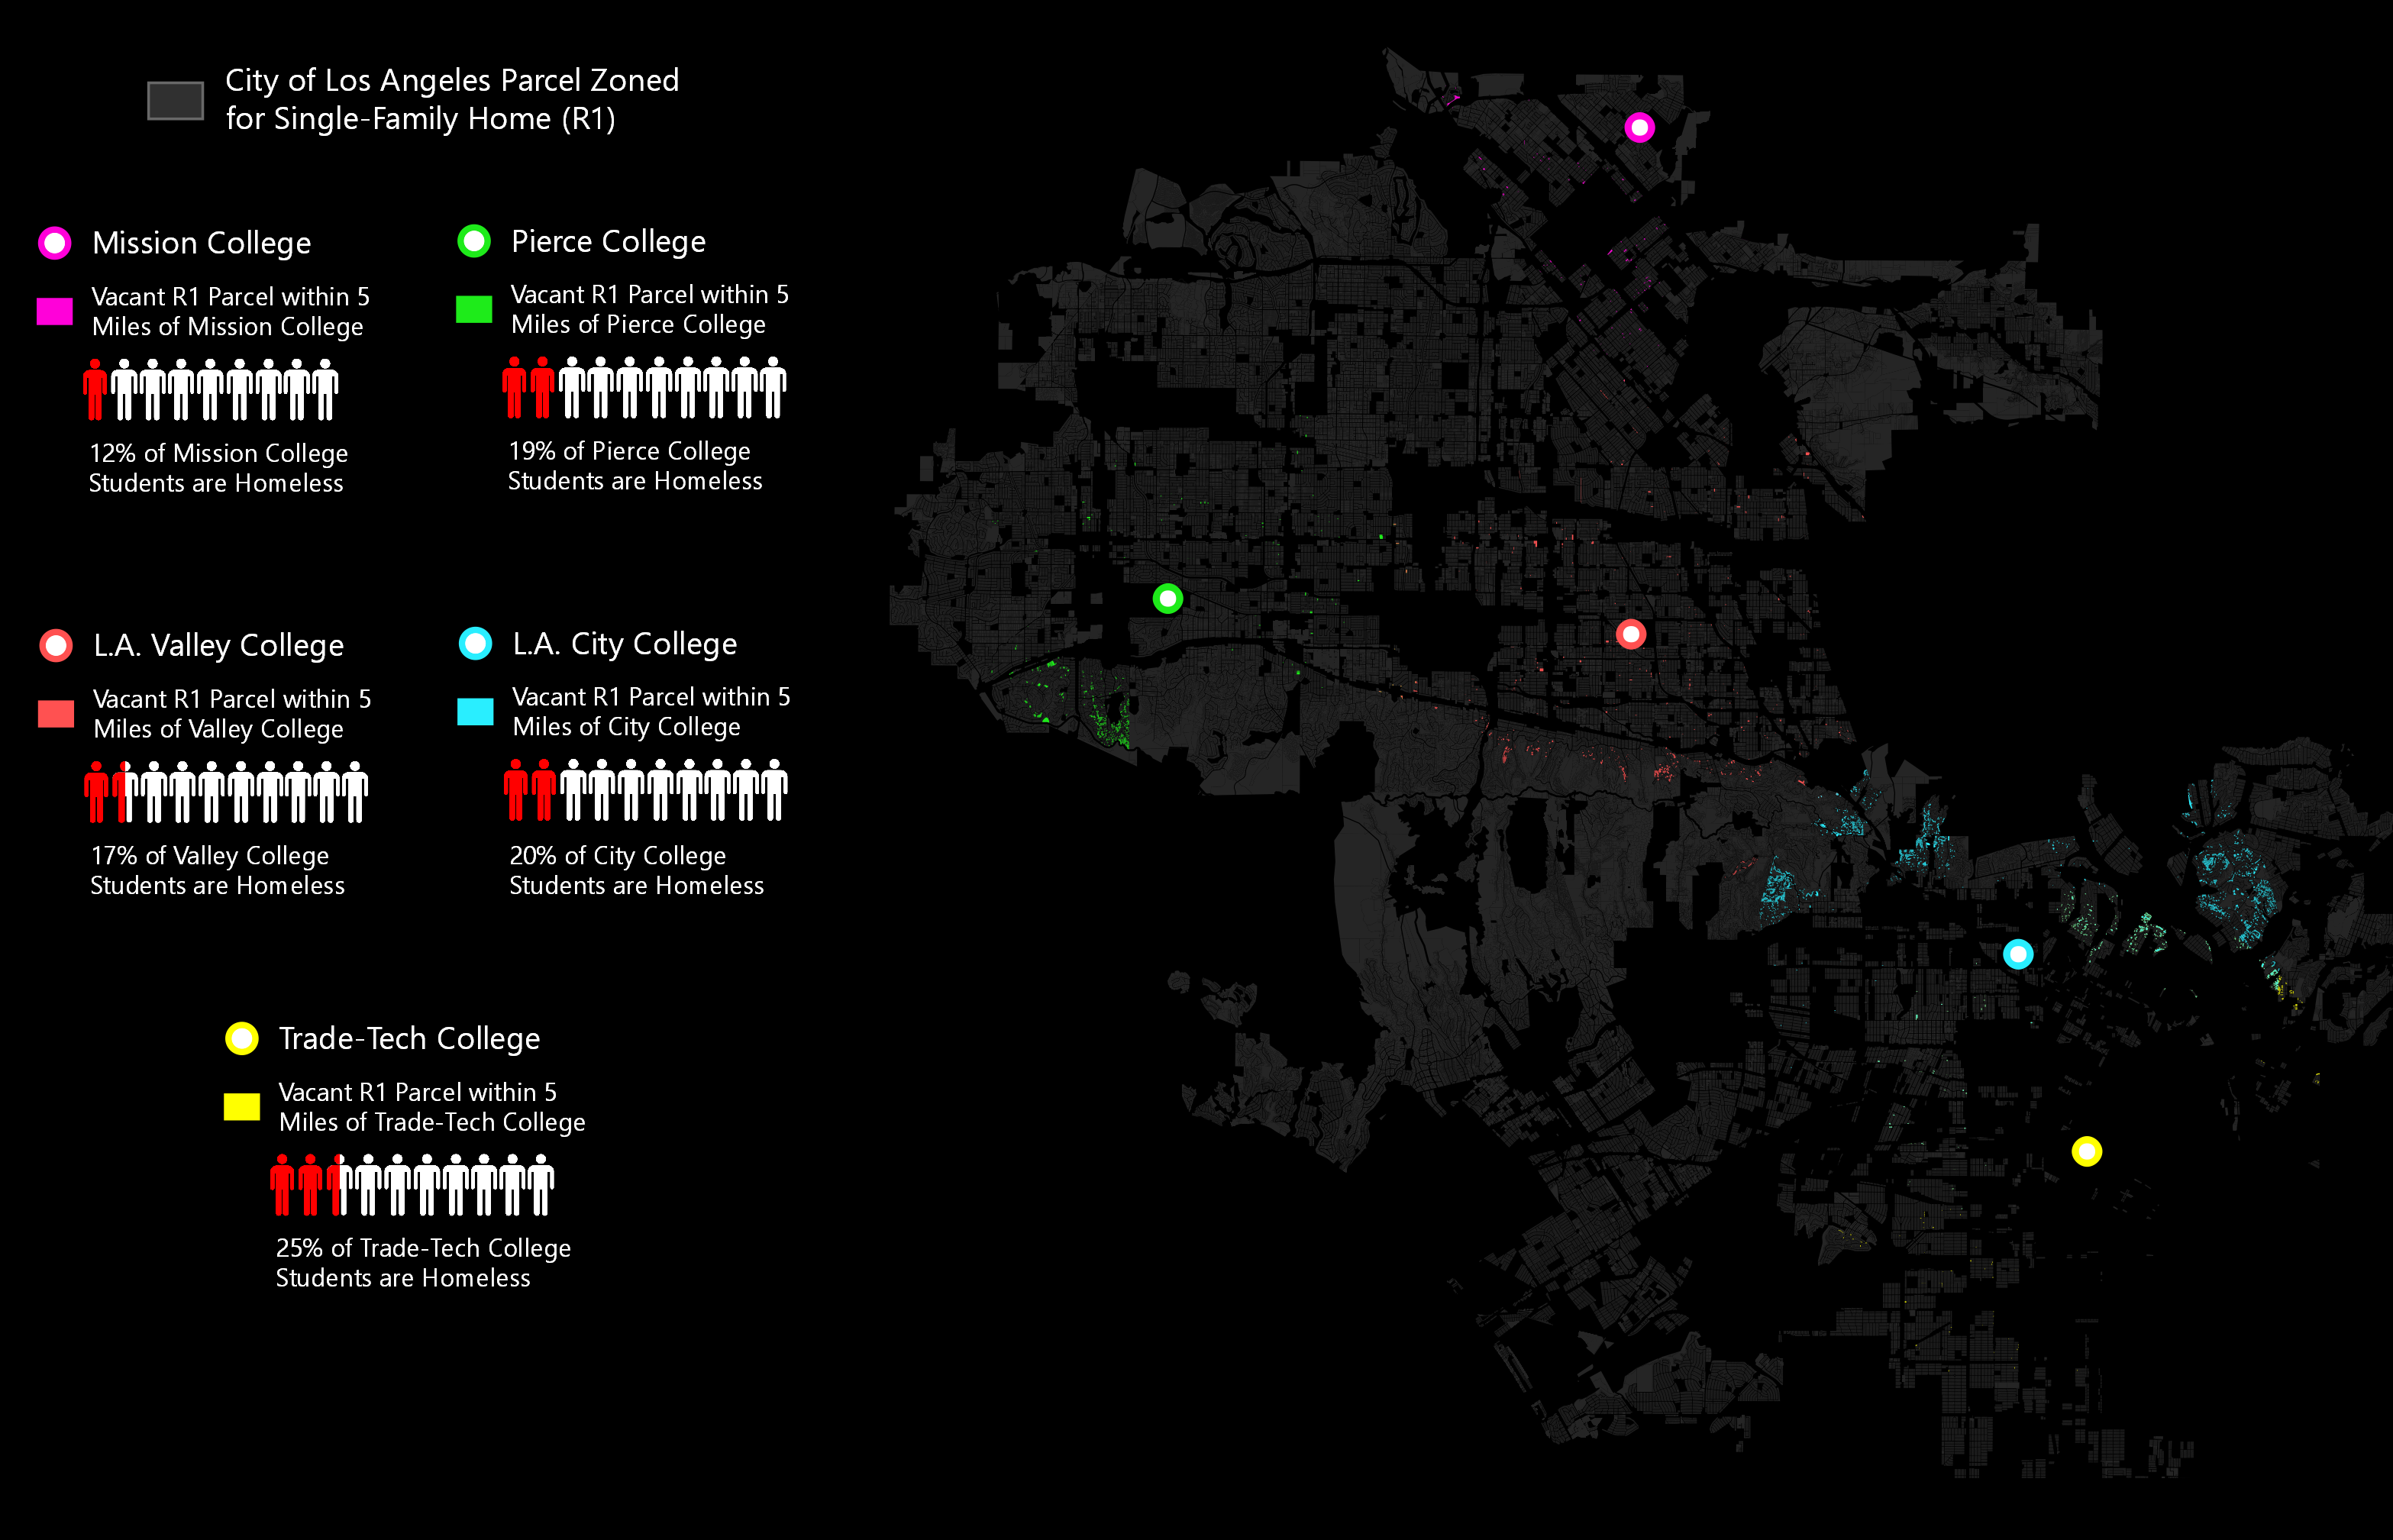 City of Los Angeles Parcel Zoned
for Single-Family Home (R1)
Mission College
Vacant R1 Parcel within 5
Miles of Mission College
12% of Mission College
Students are Homeless
Pierce College
Vacant R1 Parcel within 5
Miles of Pierce College
19% of Pierce College
Students are Homeless
L.A. Valley College
Vacant R1 Parcel within 5
Miles of Valley College
17% of Valley College
Students are Homeless
L.A. City College
Vacant R1 Parcel within 5
Miles of City College
20% of City College
Students are Homeless
Trade-Tech College
Vacant R1 Parcel within 5
Miles of Trade-Tech College
25% of Trade-Tech College
Students are Homeless